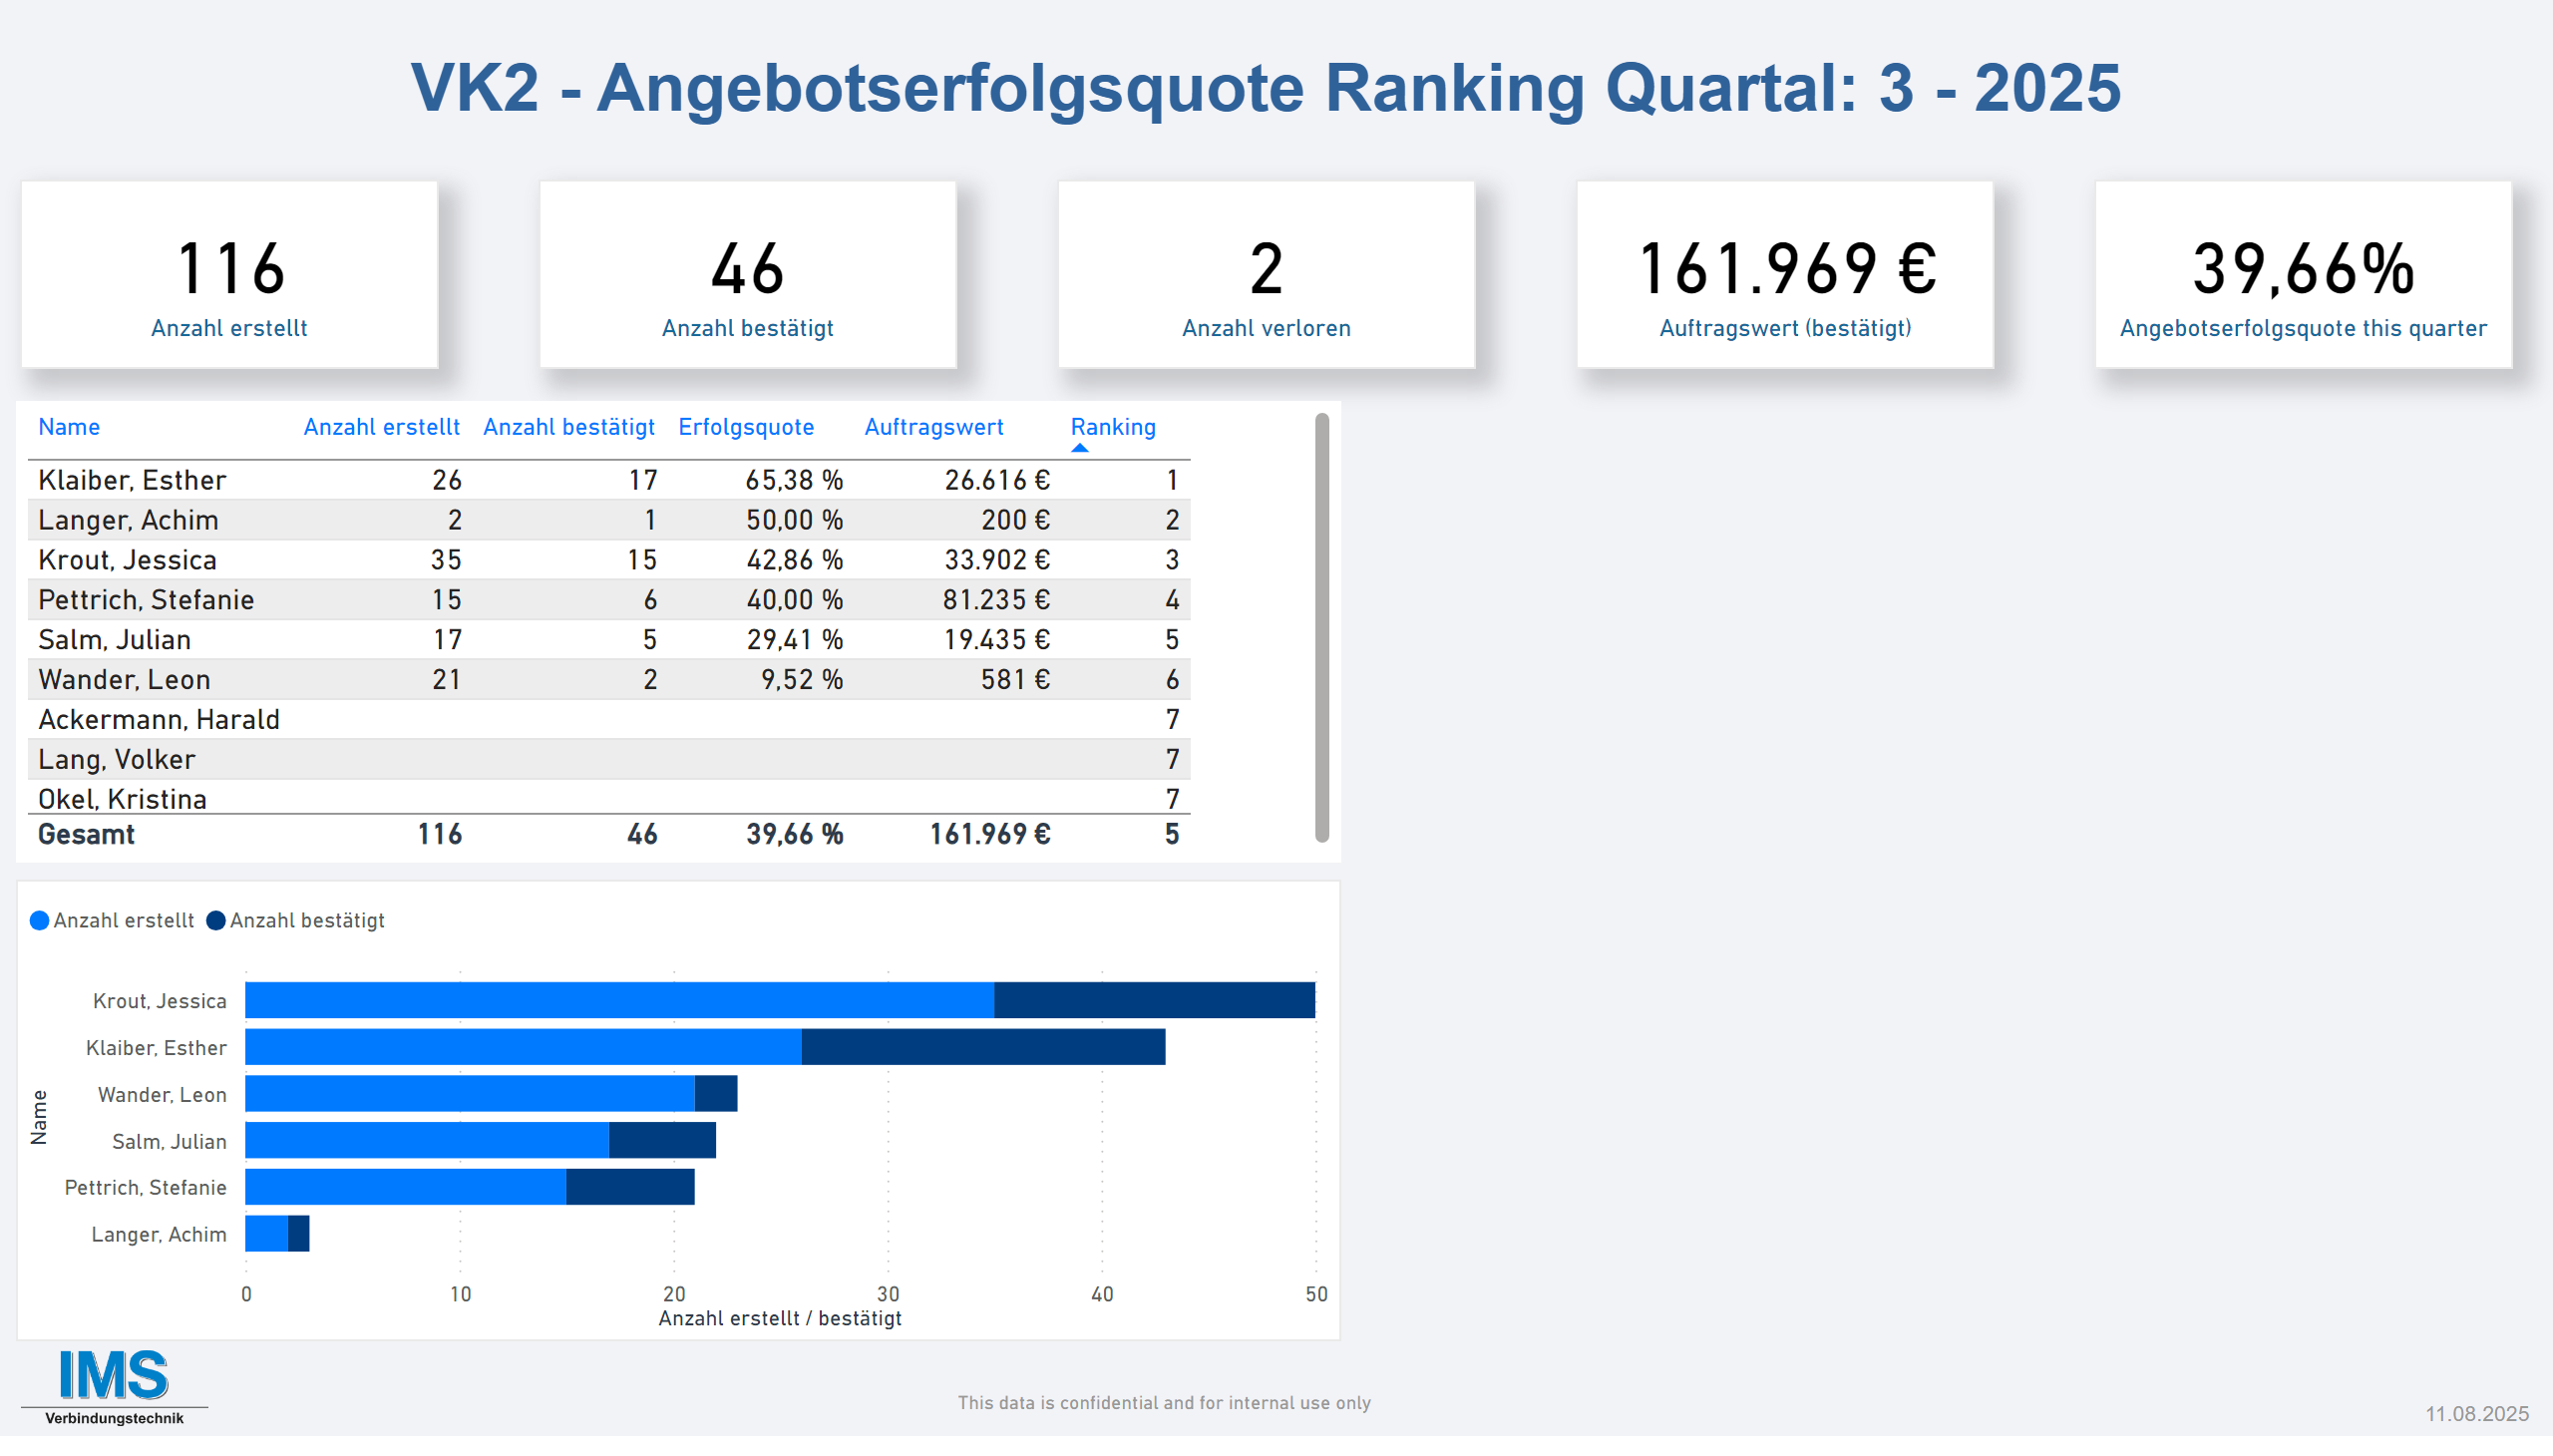 VK2 - Angebotserfolgsquote Ranking Quartal: 3 - 2025
116
Anzahl erstellt
46
Anzahl bestätigt
2
Anzahl verloren
161.969 €
Auftragswert (bestätigt)
39,66%
Angebotserfolgsquote this quarter
Name Anzahl erstellt Anzahl bestätigt Erfolgsquote Auftragswert Ranking
Klaiber, Esther 26 17 65,38 % 26.616 € 1
Langer, Achim 2 1 50,00 % 200 € 2
Krout, Jessica 35 15 42,86 % 33.902 € 3
Pettrich, Stefanie 15 6 40,00 % 81.235 € 4
Salm, Julian 17 5 29,41 % 19.435 € 5
Wander, Leon 21 2 9,52 % 581 € 6
Ackermann, Harald 7
Lang, Volker 7
Okel, Kristina 7
Gesamt 116 46 39,66 % 161.969 € 5
Anzahl erstellt Anzahl bestätigt
Name
Krout, Jessica
Klaiber, Esther
Wander, Leon
Salm, Julian
Pettrich, Stefanie
Langer, Achim
0 10 20 30 40 50
Anzahl erstellt / bestätigt
IMS
Verbindungstechnik
This data is confidential and for internal use only
11.08.2025